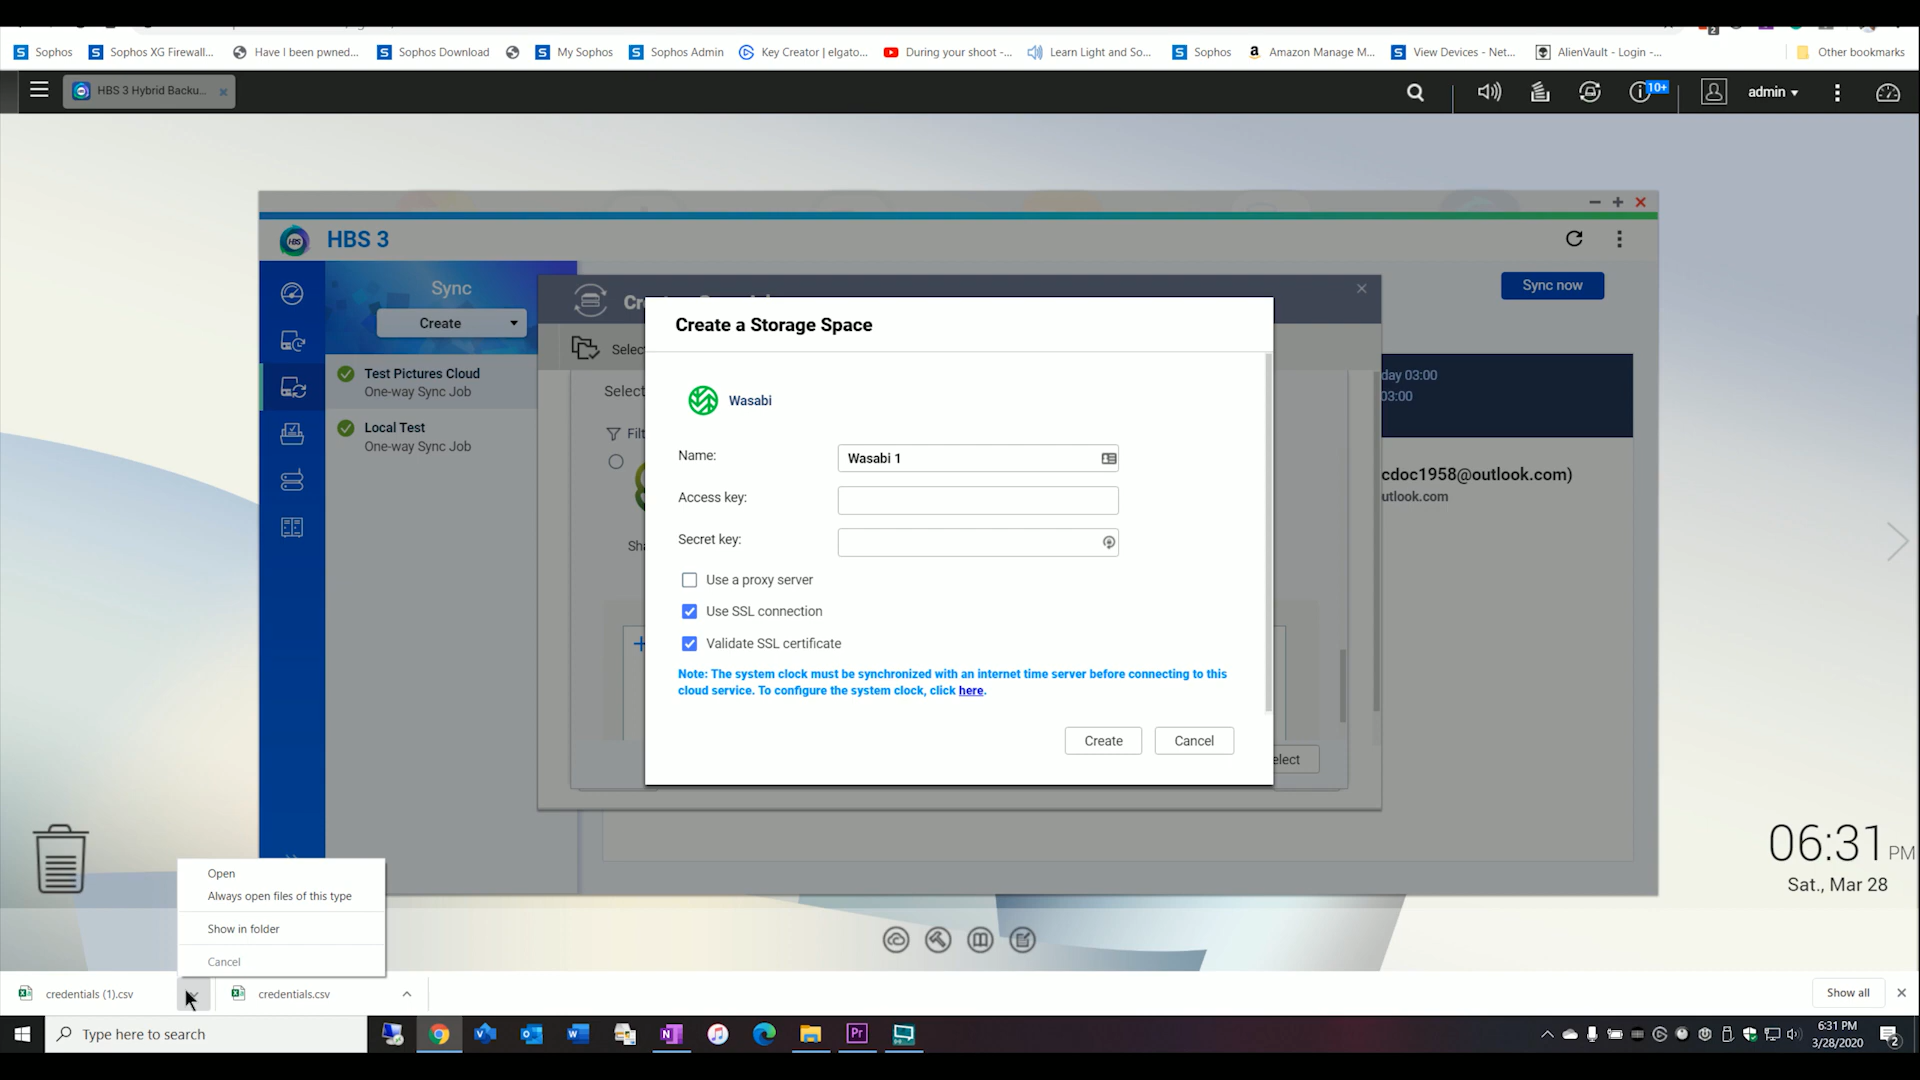 Sophos
Sophos XG Firewall...
Have I been pwned...
Sophos Download
My Sophos
Sophos Admin
Key Creator | elgato...
During your shoot -...
Learn Light and So...
Sophos
Amazon Manage M...
View Devices - Net...
AlienVault - Login -...
Other bookmarks
HBS 3 Hybrid Backu...
10+
admin
HBS 3
Sync
Create
Sync now
Test Pictures Cloud
One-way Sync Job
Local Test
One-way Sync Job
Selec
Select
Filt
Sha
day 03:00
03:00
cdoc1958@outlook.com)
utlook.com
elect
Create a Storage Space
Wasabi
Name:
Wasabi 1
Access key:
Secret key:
Use a proxy server
Use SSL connection
Validate SSL certificate
Note: The system clock must be synchronized with an internet time server before connecting to this
cloud service. To configure the system clock, click here.
Create
Cancel
06:31 PM
Sat., Mar 28
Open
Always open files of this type
Show in folder
Cancel
credentials (1).csv
credentials.csv
Show all
Type here to search
6:31 PM
3/28/2020
2